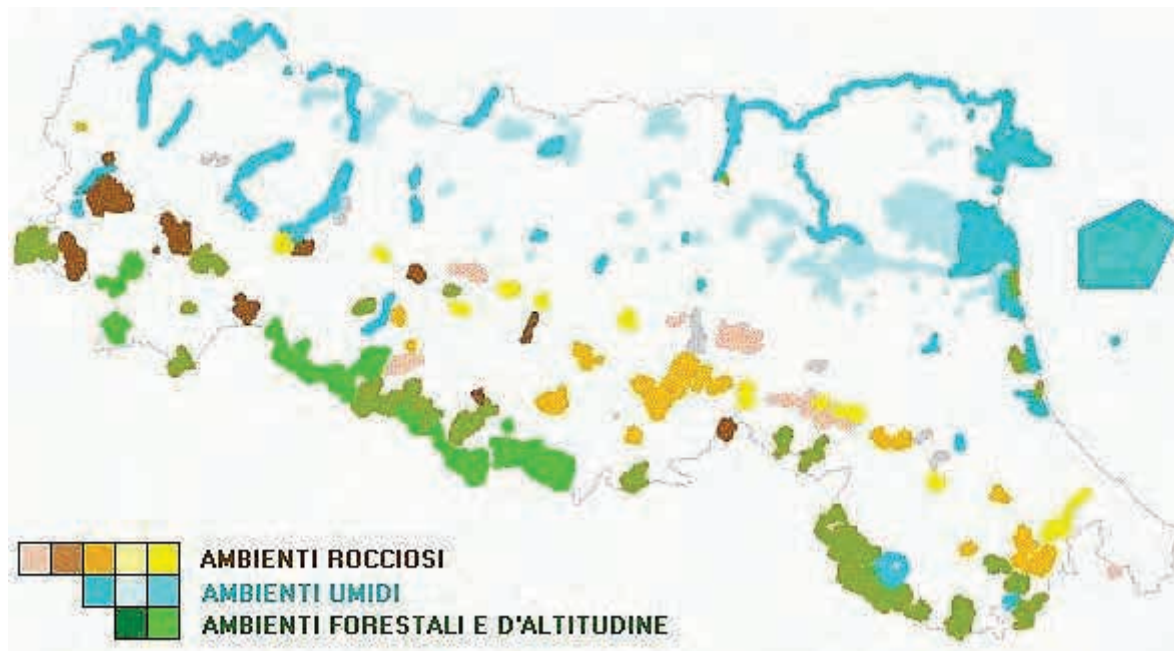 AMBIENTI ROCCIOSI
AMBIENTI UMIDI
AMBIENTI FORESTALI E D'ALTITUDINE